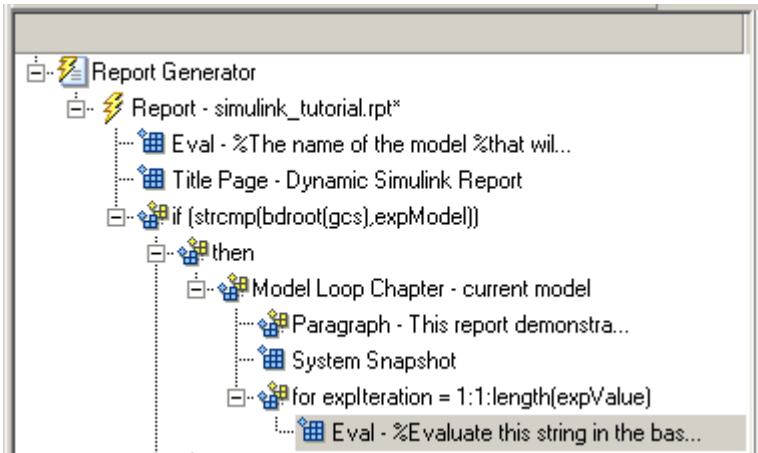 Report Generator
Report - simulink_tutorial.rpt*
Eval - %The name of the model %that wil...
Title Page - Dynamic Simulink Report
if (strcmp(bdroot(gcs),expModel))
then
Model Loop Chapter - current model
Paragraph - This report demonstra...
System Snapshot
for expIteration = 1:1:length(expValue)
Eval - %Evaluate this string in the bas...